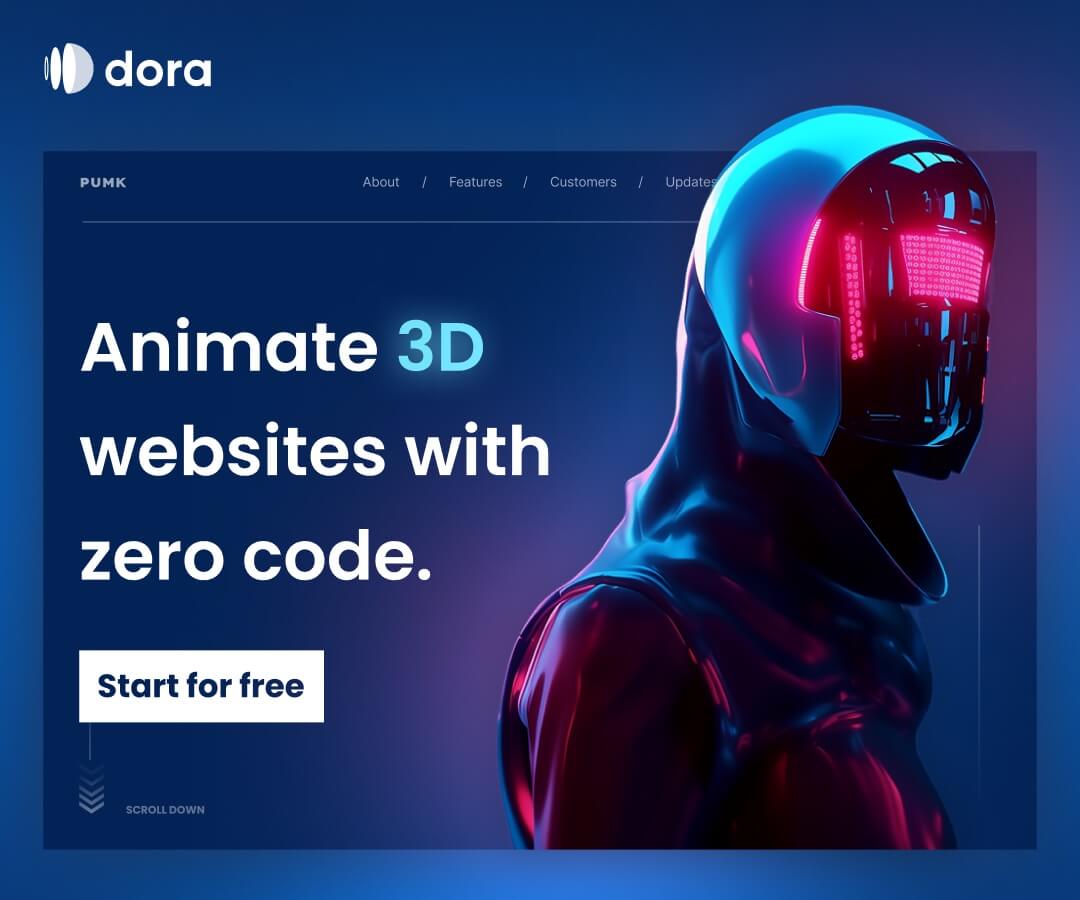 dora
PUMK
About / Features / Customers / Updates
Animate 3D
websites with
zero code.
Start for free
SCROLL DOWN